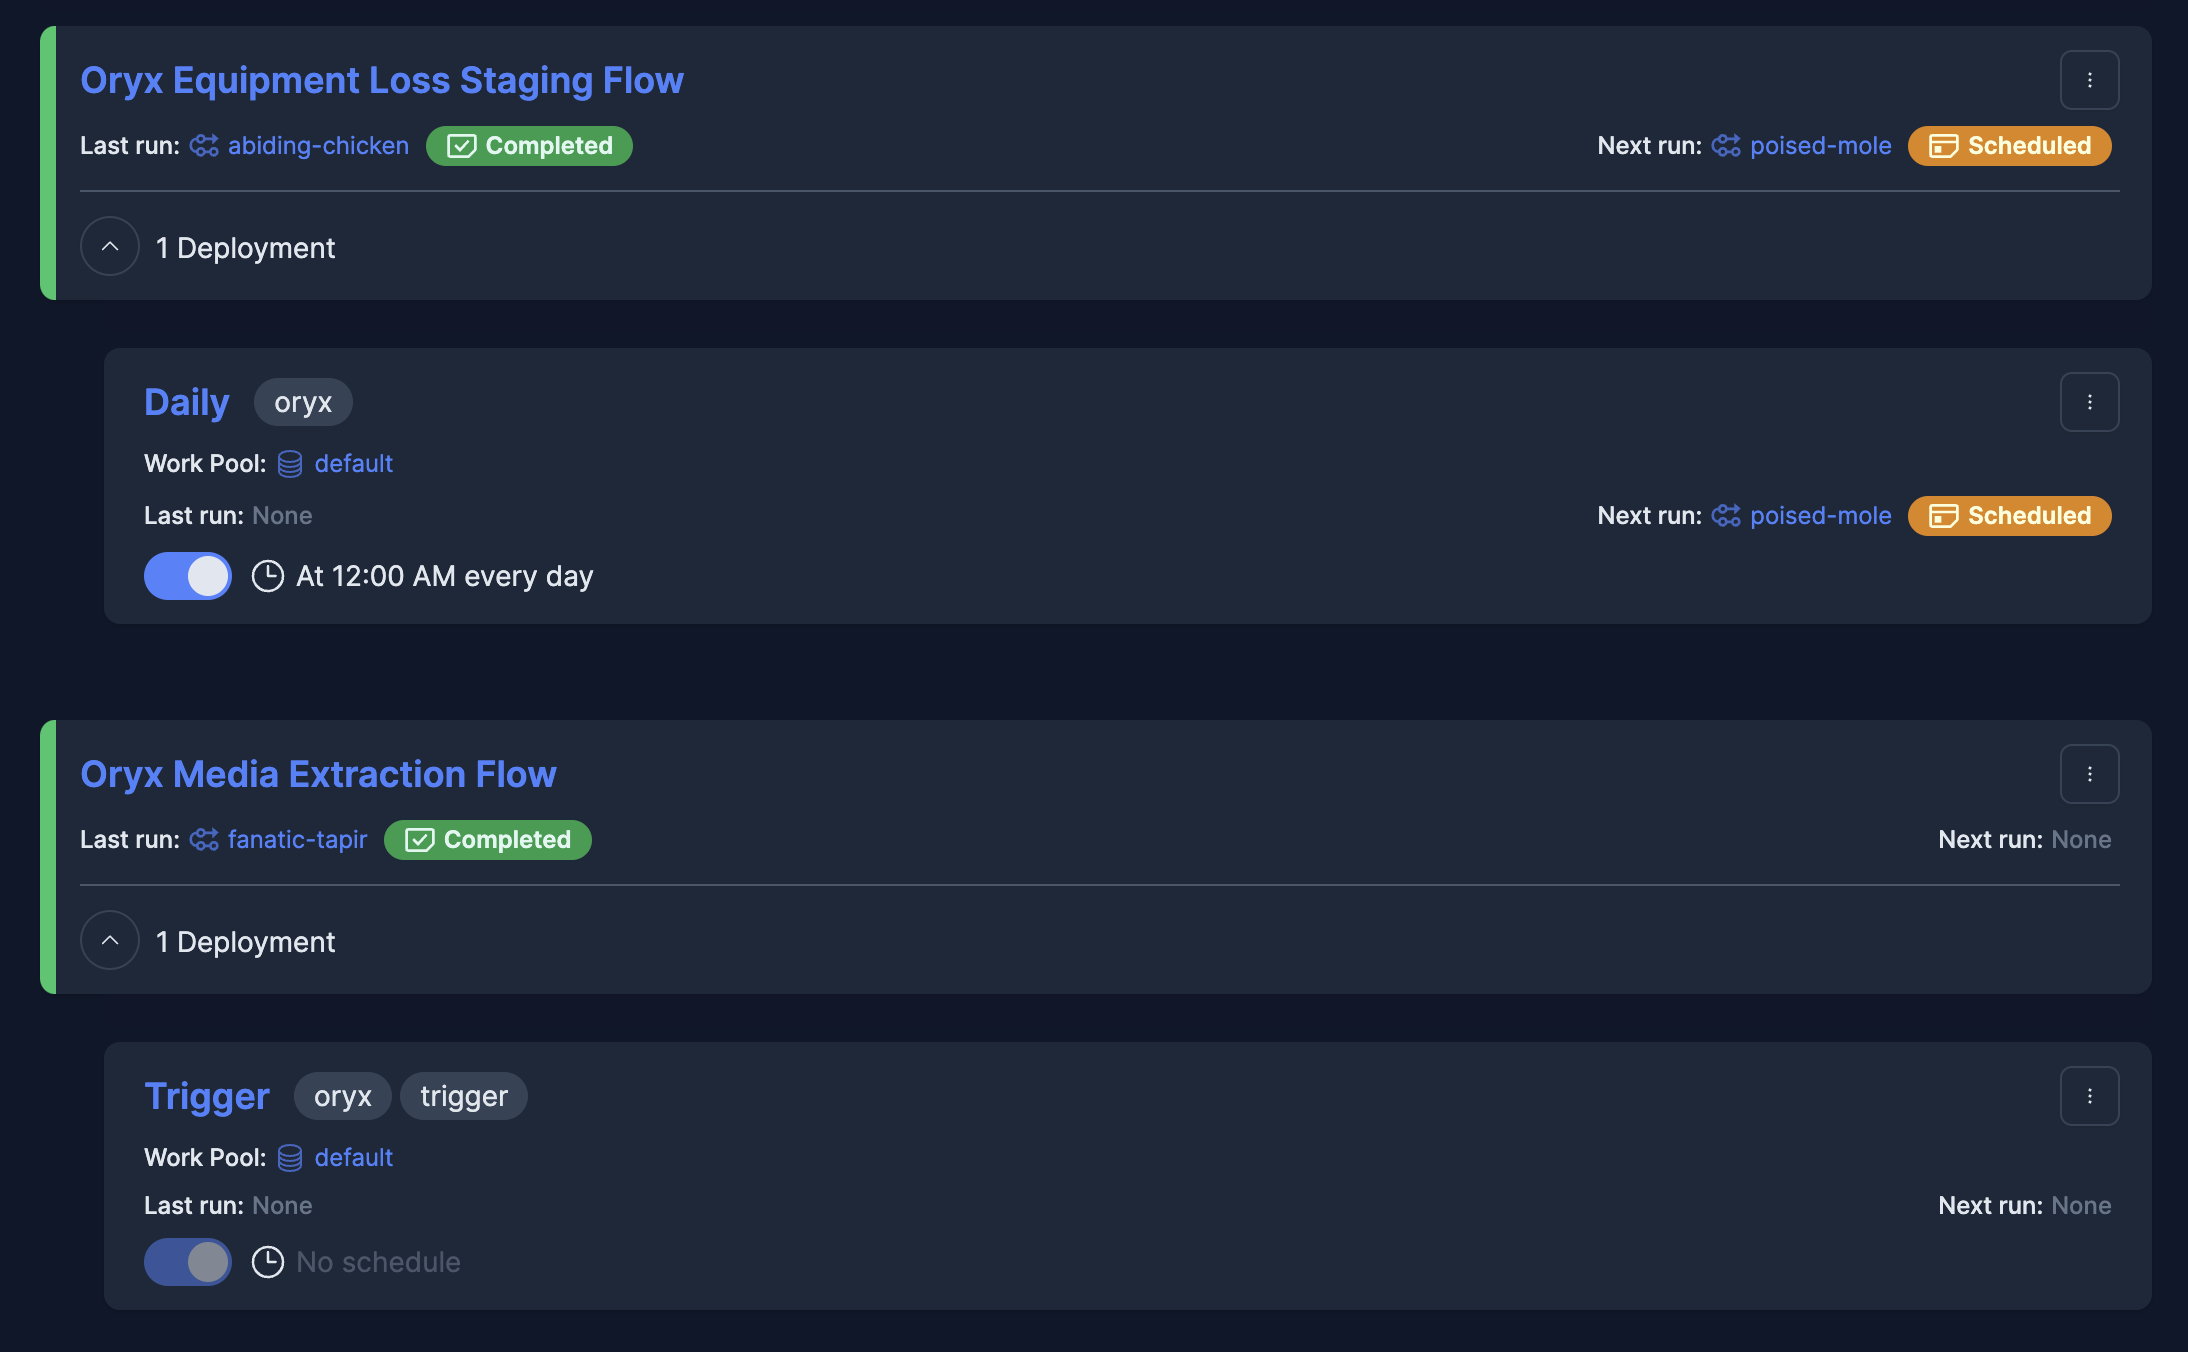 Oryx Equipment Loss Staging Flow
Last run: abiding-chicken Completed Next run: poised-mole Scheduled
1 Deployment
Daily oryx
Work Pool: default
Last run: None Next run: poised-mole Scheduled
At 12:00 AM every day
Oryx Media Extraction Flow
Last run: fanatic-tapir Completed Next run: None
1 Deployment
Trigger oryx trigger
Work Pool: default
Last run: None Next run: None
No schedule